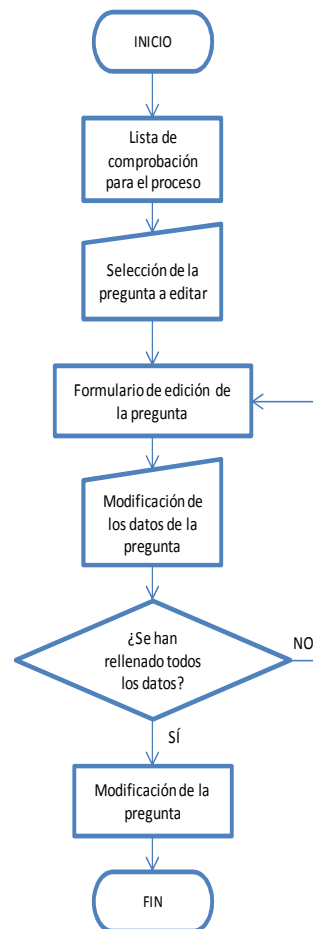 INICIO
Lista de
comprobación
para el proceso
Selección de la
pregunta a editar
Formulario de edición de
la pregunta
Modificación de
los datos de la
pregunta
¿Se han
rellenado todos
los datos?
NO
SÍ
Modificación de la
pregunta
FIN